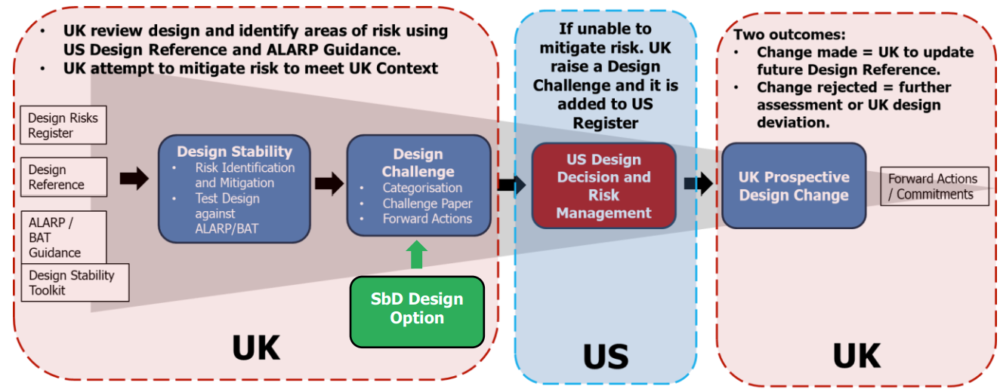 • UK review design and identify areas of risk using
US Design Reference and ALARP Guidance.
• UK attempt to mitigate risk to meet UK Context
Design Risks
Register
Design
Reference
ALARP /
BAT
Guidance
Design Stability
Toolkit
Design Stability
• Risk Identification
and Mitigation
• Test Design
against
ALARP/BAT
Design
Challenge
• Categorisation
• Challenge Paper
• Forward Actions
SbD Design
Option
UK
If unable to
mitigate risk. UK
raise a Design
Challenge and it is
added to US
Register
US Design
Decision and
Risk
Management
US
Two outcomes:
• Change made = UK to update
future Design Reference.
• Change rejected = further
assessment or UK design
deviation.
UK Prospective
Design Change
Forward Actions
/ Commitments
UK